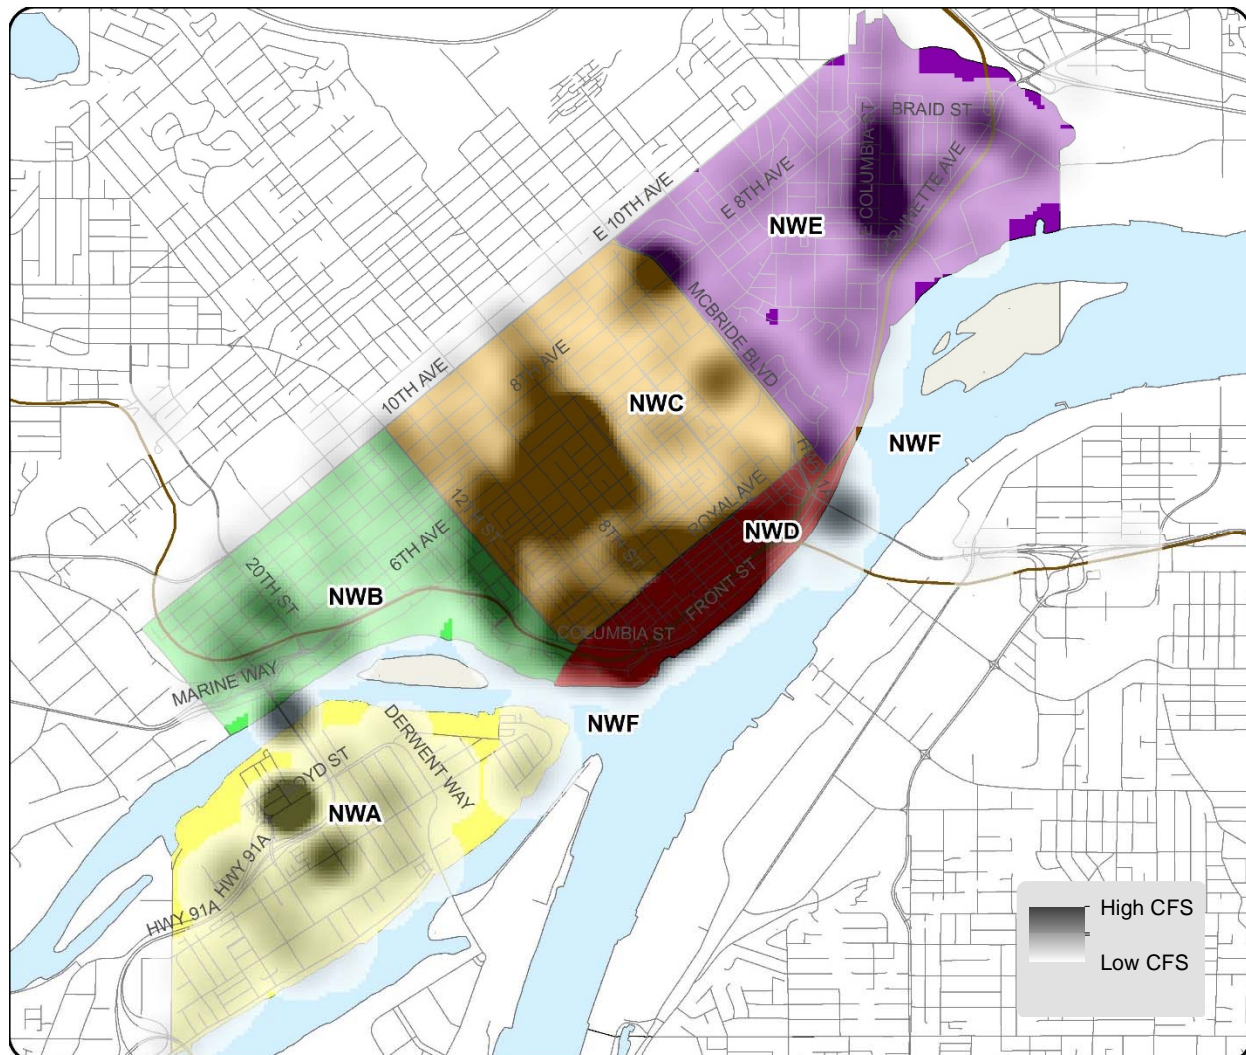 BRAID ST
E COLUMBIA ST
BRUNETTE AVE
E 8TH AVE
E 10TH AVE
NWE
MCBRIDE BLVD
8TH AVE
10TH AVE
NWC
NWF
12TH ST
ROYAL AVE
8TH ST
NWD
6TH AVE
20TH ST
NWB
FRONT ST
COLUMBIA ST
MARINE WAY
NWF
DERWENT WAY
BOYD ST
NWA
HWY 91A
HWY 91A
High CFS
Low CFS